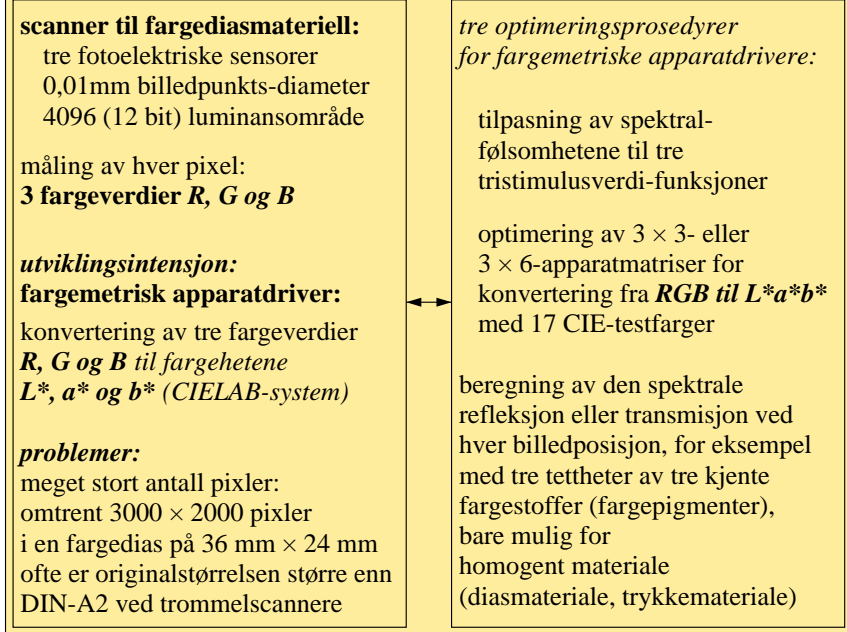 scanner til fargediasmateriell:
tre fotoelektriske sensorer
0,01mm billedpunkts-diameter
4096 (12 bit) luminansområde
måling av hver pixel:
3 fargeverdier R, G og B
utviklingsintensjon:
fargemetrisk apparatdriver:
konvertering av tre fargeverdier
R, G og B til fargehetene
L*, a* og b* (CIELAB-system)
problemer:
meget stort antall pixler:
omtrent 3000 × 2000 pixler
i en fargedias på 36 mm × 24 mm
ofte er originalstørrelsen større enn
DIN-A2 ved trommelscannere
tre optimeringsprosedyrer
for fargemetriske apparatdrivere:
tilpasning av spektral-
følsomhetene til tre
tristimulusverdi-funksjoner
optimering av 3 × 3- eller
3 × 6-apparatmatriser for
konvertering fra RGB til L*a*b*
med 17 CIE-testfarger
beregning av den spektrale
refleksjon eller transmisjon ved
hver billedposisjon, for eksempel
med tre tettheter av tre kjente
fargestoffer (fargepigmenter),
bare mulig for
homogent materiale
(diasmateriale, trykkemateriale)